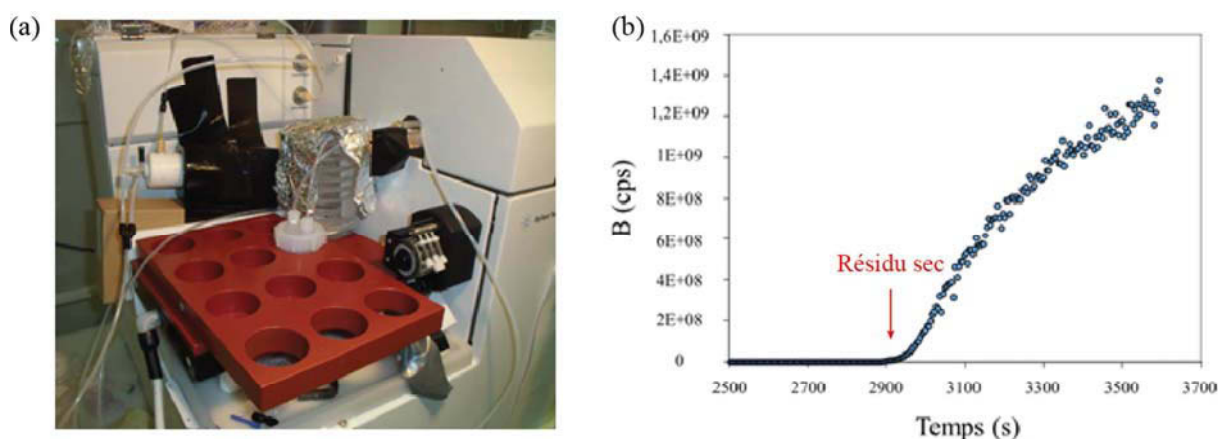 (a)
(b)
1,6E+09
1,4E+09
1,2E+09
1E+09
8E+08
6E+08
4E+08
2E+08
0
B (cps)
Résidu sec
2500
2700
2900
3100
3300
3500
3700
Temps (s)